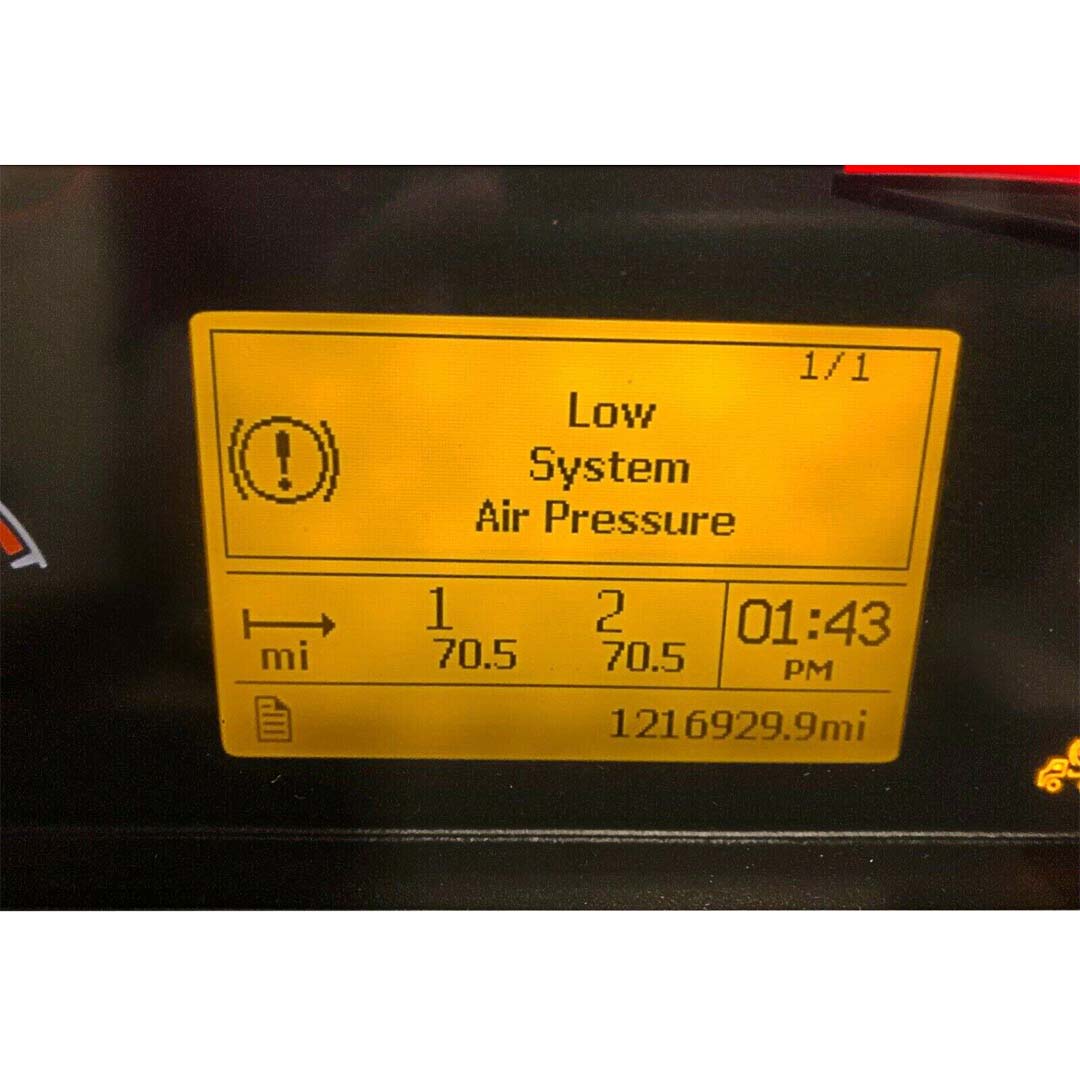 1/1
Low
System
Air Pressure
1 2 01:43
mi 70.5 70.5 PM
1216929.9mi